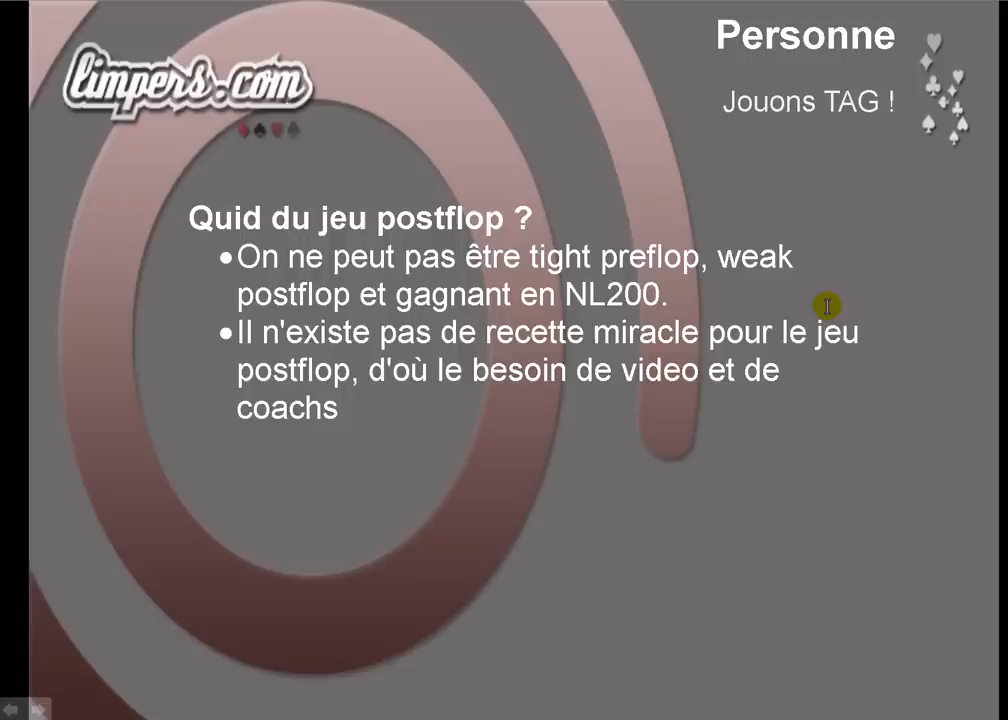 limpers.com
Personne
Jouons TAG !
Quid du jeu postflop ?
•On ne peut pas être tight preflop, weak
postflop et gagnant en NL200.
•Il n'existe pas de recette miracle pour le jeu
postflop, d'où le besoin de video et de
coachs